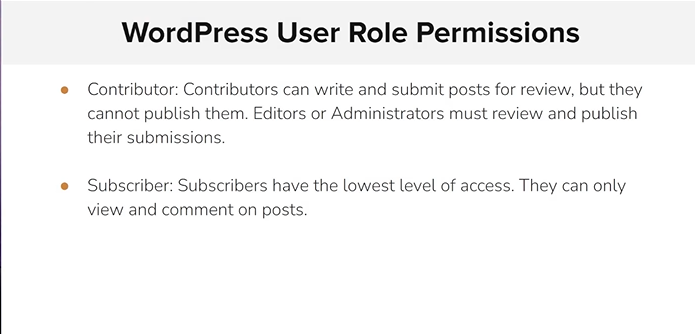 WordPress User Role Permissions
● Contributor: Contributors can write and submit posts for review, but they
cannot publish them. Editors or Administrators must review and publish
their submissions.
● Subscriber: Subscribers have the lowest level of access. They can only
view and comment on posts.